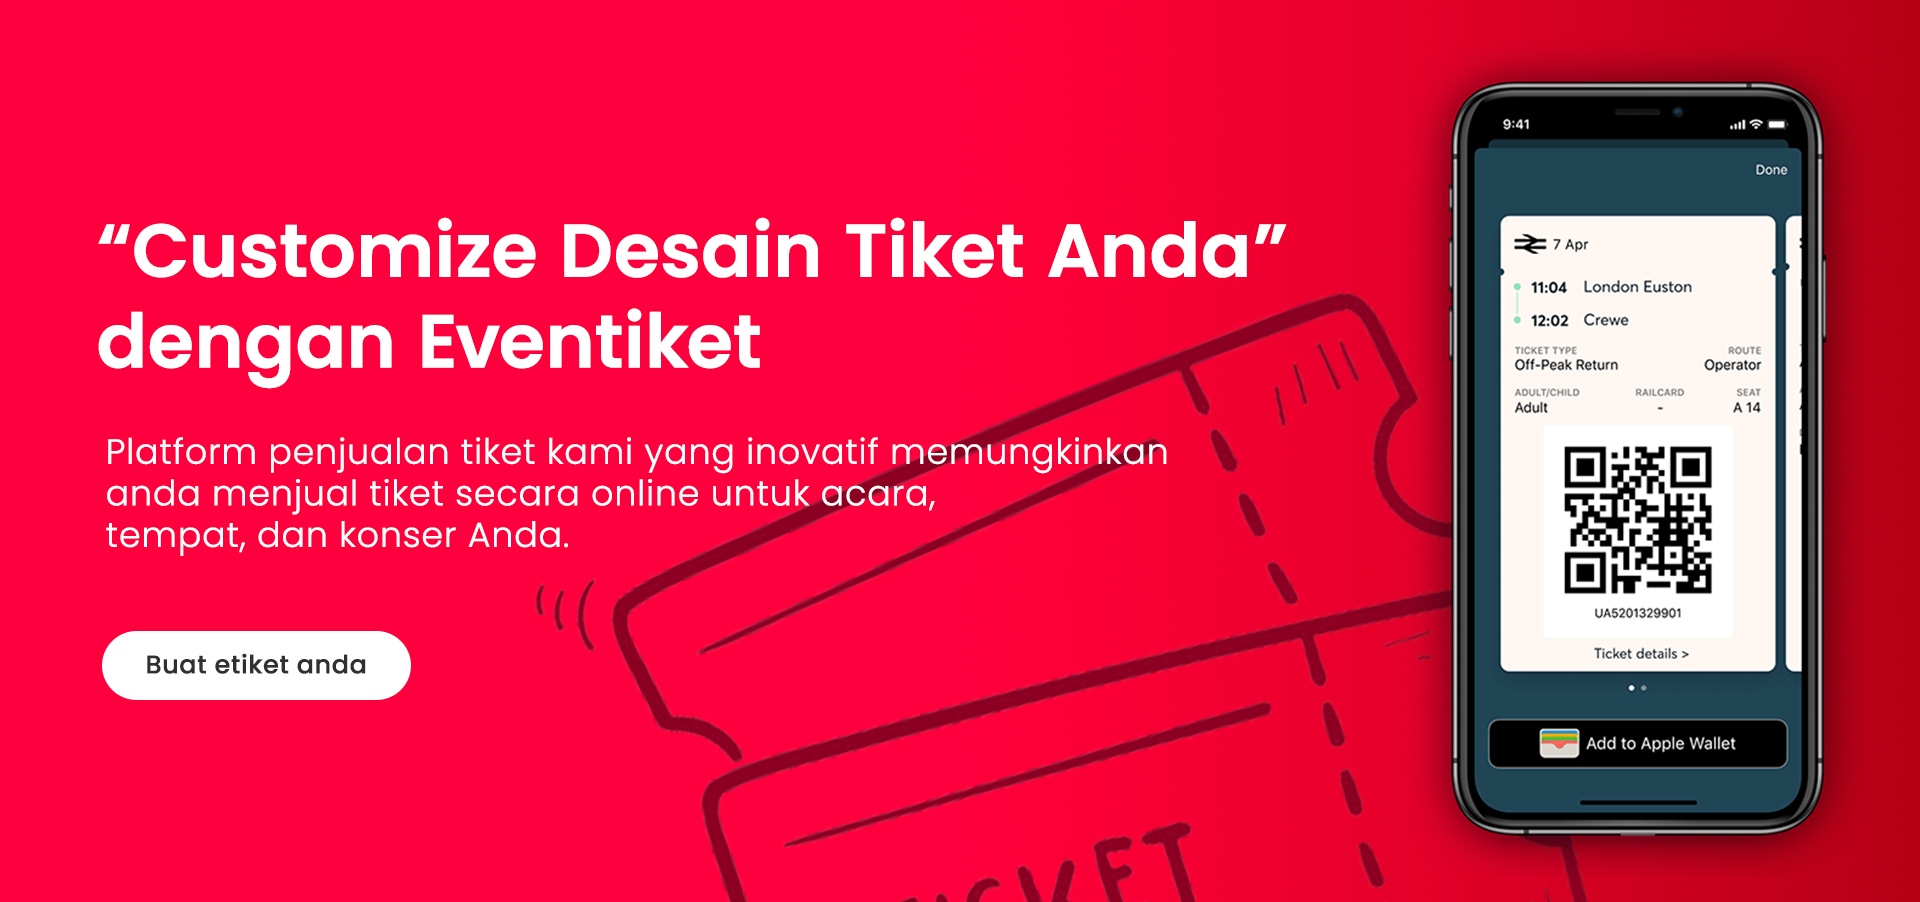 “Customize Desain Tiket Anda”
dengan Eventiket
Platform penjualan tiket kami yang inovatif memungkinkan
anda menjual tiket secara online untuk acara,
tempat, dan konser Anda.
Buat etiket anda
TICKET
9:41
Done
7 Apr
11:04 London Euston
12:02 Crewe
TICKET TYPE ROUTE
Off-Peak Return Operator
ADULT/CHILD RAILCARD SEAT
Adult - A 14
UA5201329901
Ticket details >
Add to Apple Wallet